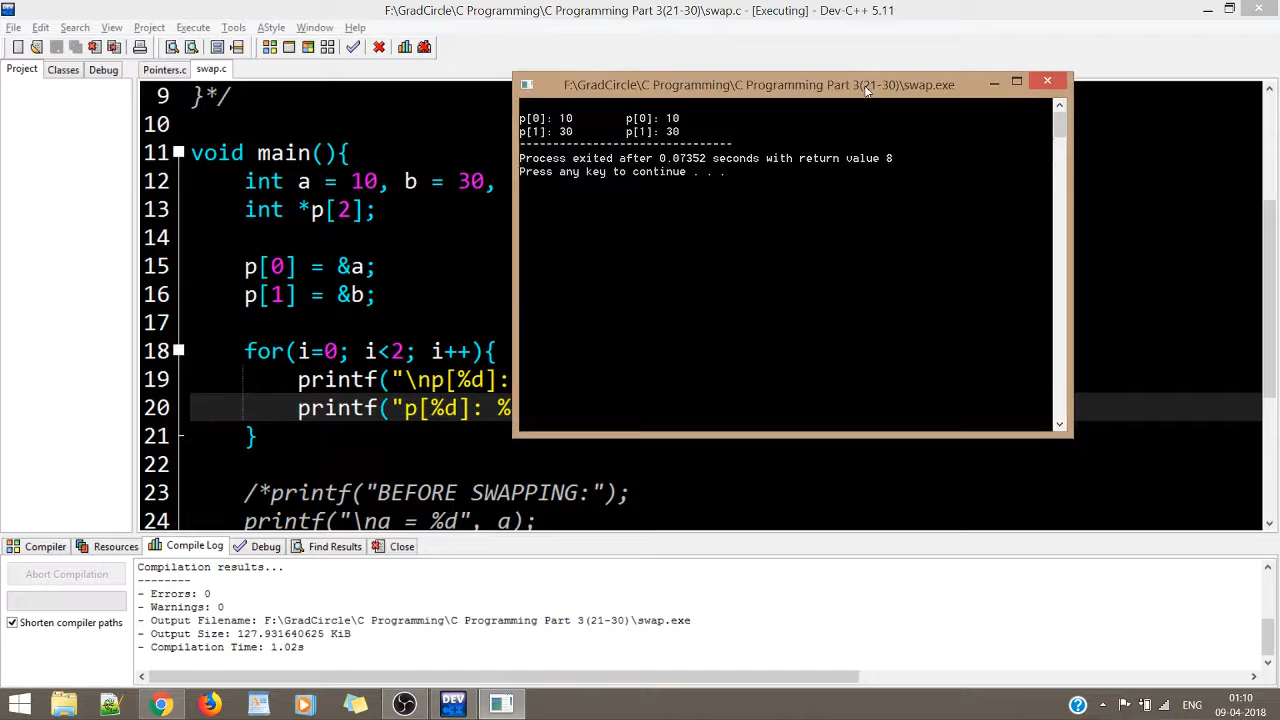 F:\GradCircle\C Programming\C Programming Part 3(21-30)\swap.c - [Executing] - Dev-C++ 5.11
File Edit Search View Project Execute Tools AStyle Window Help
Project Classes Debug Pointers.c swap.c
F:\GradCircle\C Programming\C Programming Part 3(21-30)\swap.exe
p[0]: 10 p[0]: 10
p[1]: 30 p[1]: 30
--------------------------------
Process exited after 0.07352 seconds with return value 8
Press any key to continue . . .
9 }*/
10
11 void main(){
12 int a = 10, b = 30,
13 int *p[2];
14
15 p[0] = &a;
16 p[1] = &b;
17
18 for(i=0; i<2; i++){
19 printf("\np[%d]:
20 printf("p[%d]: %
21 }
22
23 /*printf("BEFORE SWAPPING:");
24 printf("\na = %d", a);
Compiler Resources Compile Log Debug Find Results Close
Abort Compilation
Shorten compiler paths
Compilation results...
--------
- Errors: 0
- Warnings: 0
- Output Filename: F:\GradCircle\C Programming\C Programming Part 3(21-30)\swap.exe
- Output Size: 127.931640625 KiB
- Compilation Time: 1.02s
DEV
01:10
09-04-2018